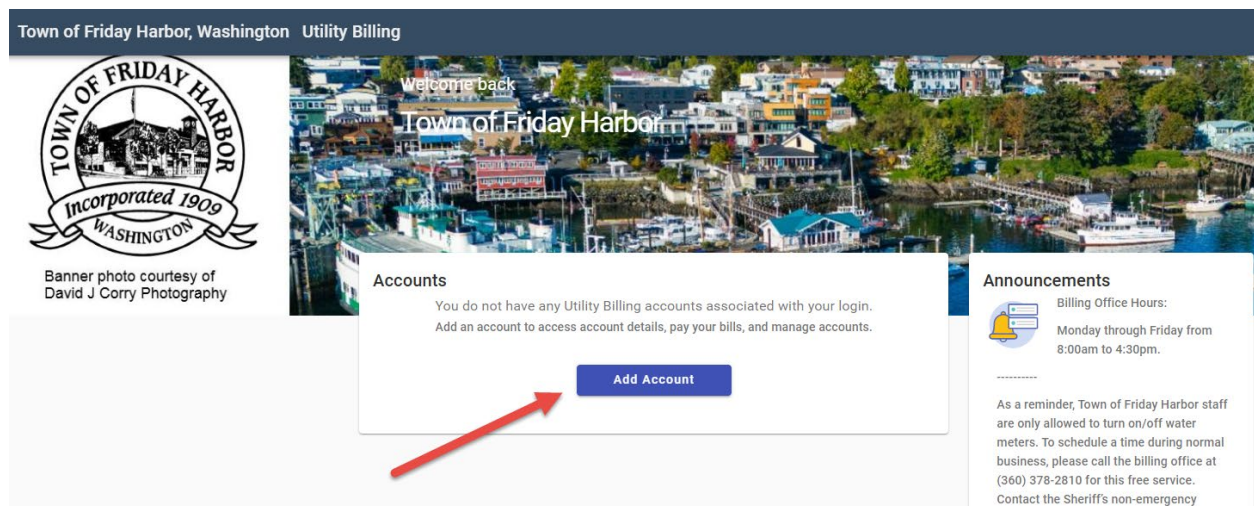 Town of Friday Harbor, Washington Utility Billing
TOWN OF FRIDAY HARBOR
Incorporated 1909
WASHINGTON
Banner photo courtesy of
David J Corry Photography
Welcome back
Town of Friday Harbor
Accounts
You do not have any Utility Billing accounts associated with your login.
Add an account to access account details, pay your bills, and manage accounts.
Add Account
Announcements
Billing Office Hours:
Monday through Friday from
8:00am to 4:30pm.
----------
As a reminder, Town of Friday Harbor staff
are only allowed to turn on/off water
meters. To schedule a time during normal
business, please call the billing office at
(360) 378-2810 for this free service.
Contact the Sheriff's non-emergency